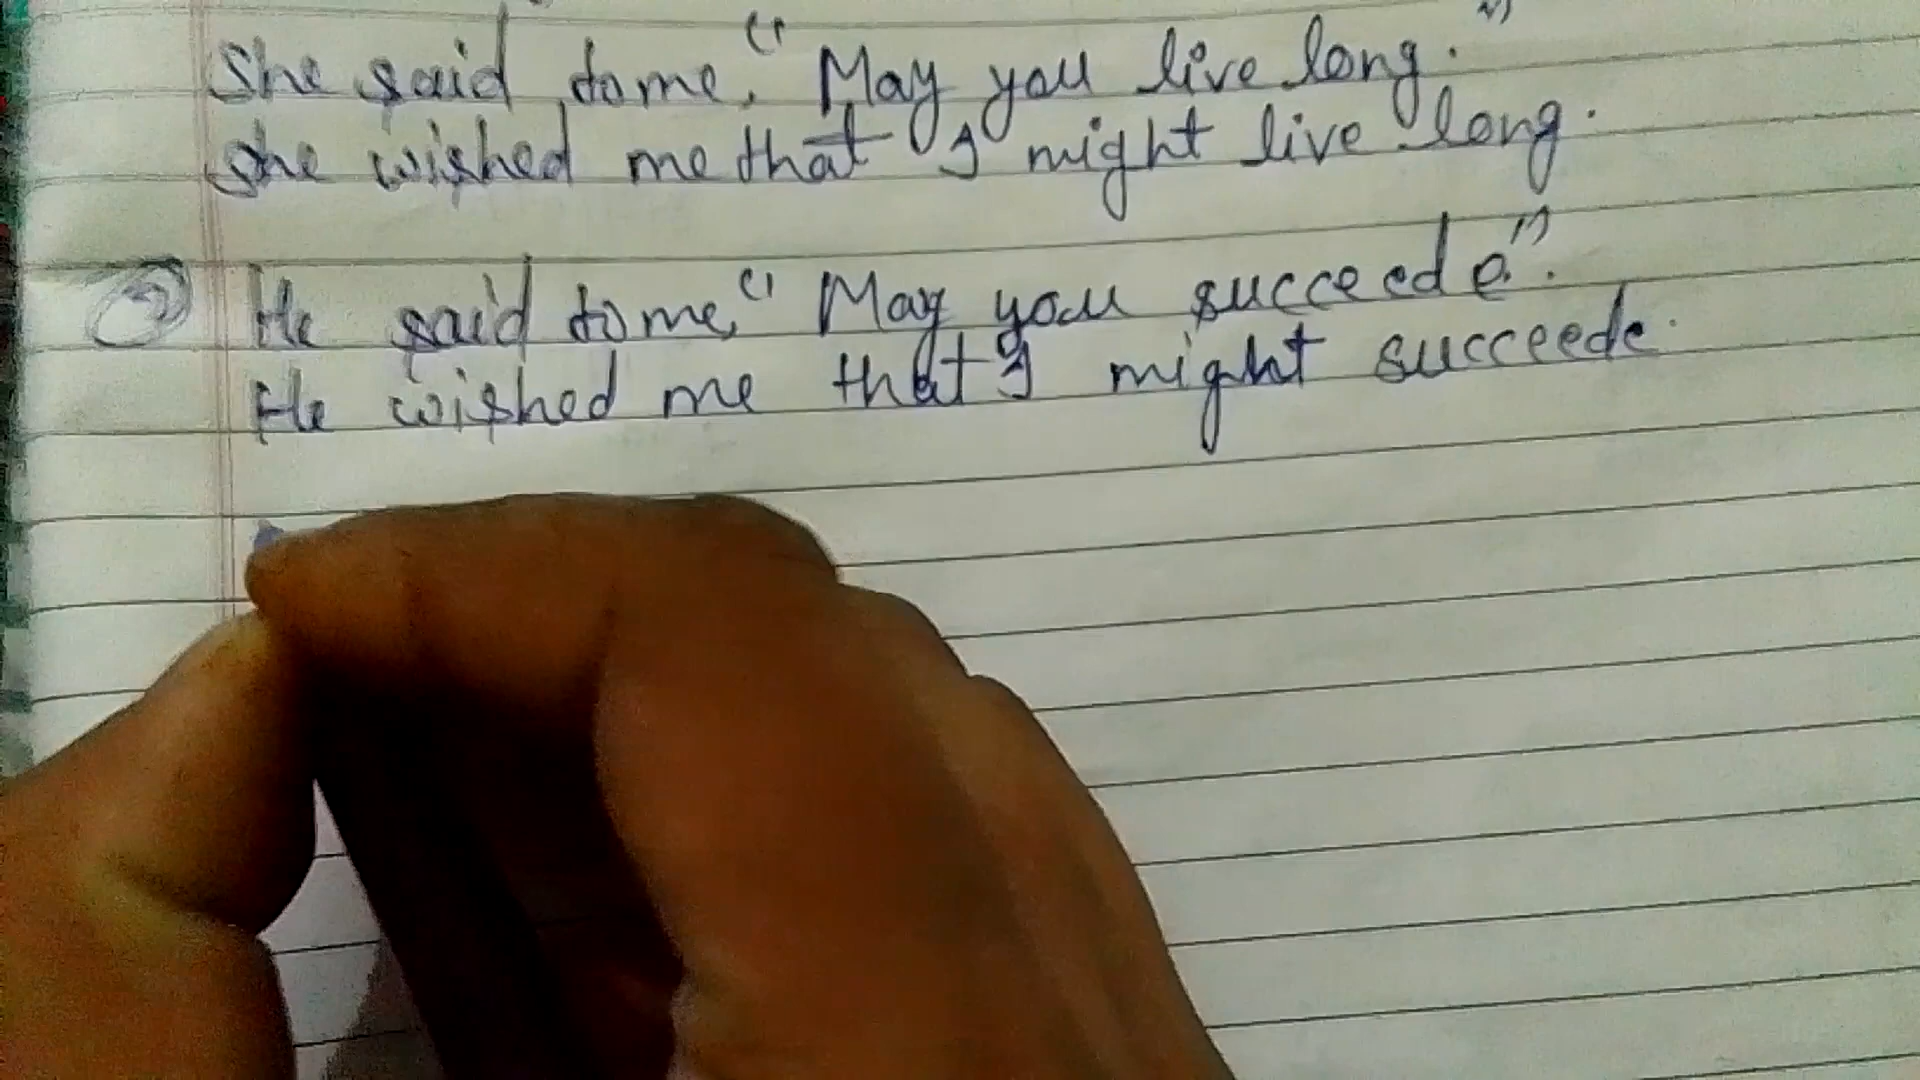 She said to me, "May you live long."
She wished me that I might live long.
② He said to me, "May you succeede".
He wished me that I might succeede.